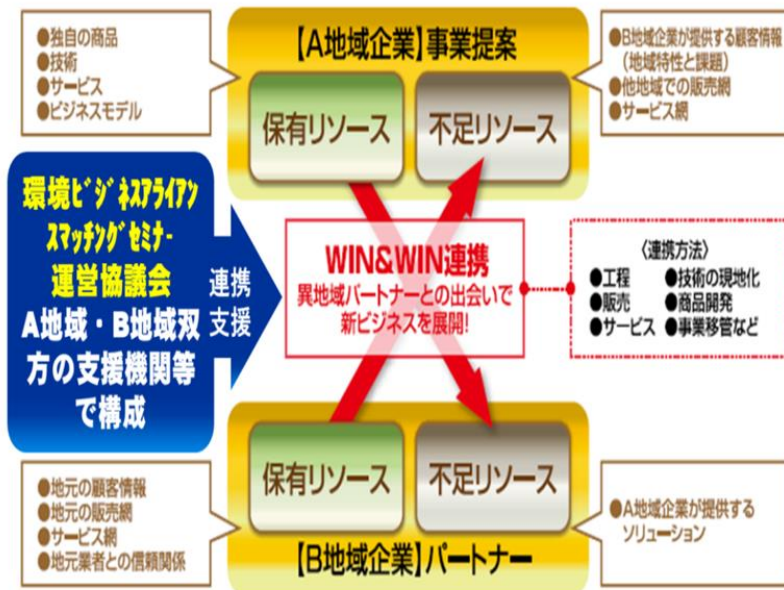 ●独自の商品
●技術
●サービス
●ビジネスモデル
【A地域企業】事業提案
保有リソース
不足リソース
●B地域企業が提供する顧客情報
(地域特性と課題)
●他地域での販売網
●サービス網
環境ビジネスアライアン
スマッチングセミナー
運営協議会
A地域・B地域双
方の支援機関等
で構成
連携
支援
WIN&WIN連携
異地域パートナーとの出会いで
新ビジネスを展開!
〈連携方法〉
●工程 ●技術の現地化
●販売 ●商品開発
●サービス ●事業移管など
●地元の顧客情報
●地元の販売網
●サービス網
●地元業者との信頼関係
保有リソース
不足リソース
【B地域企業】パートナー
●A地域企業が提供する
ソリューション